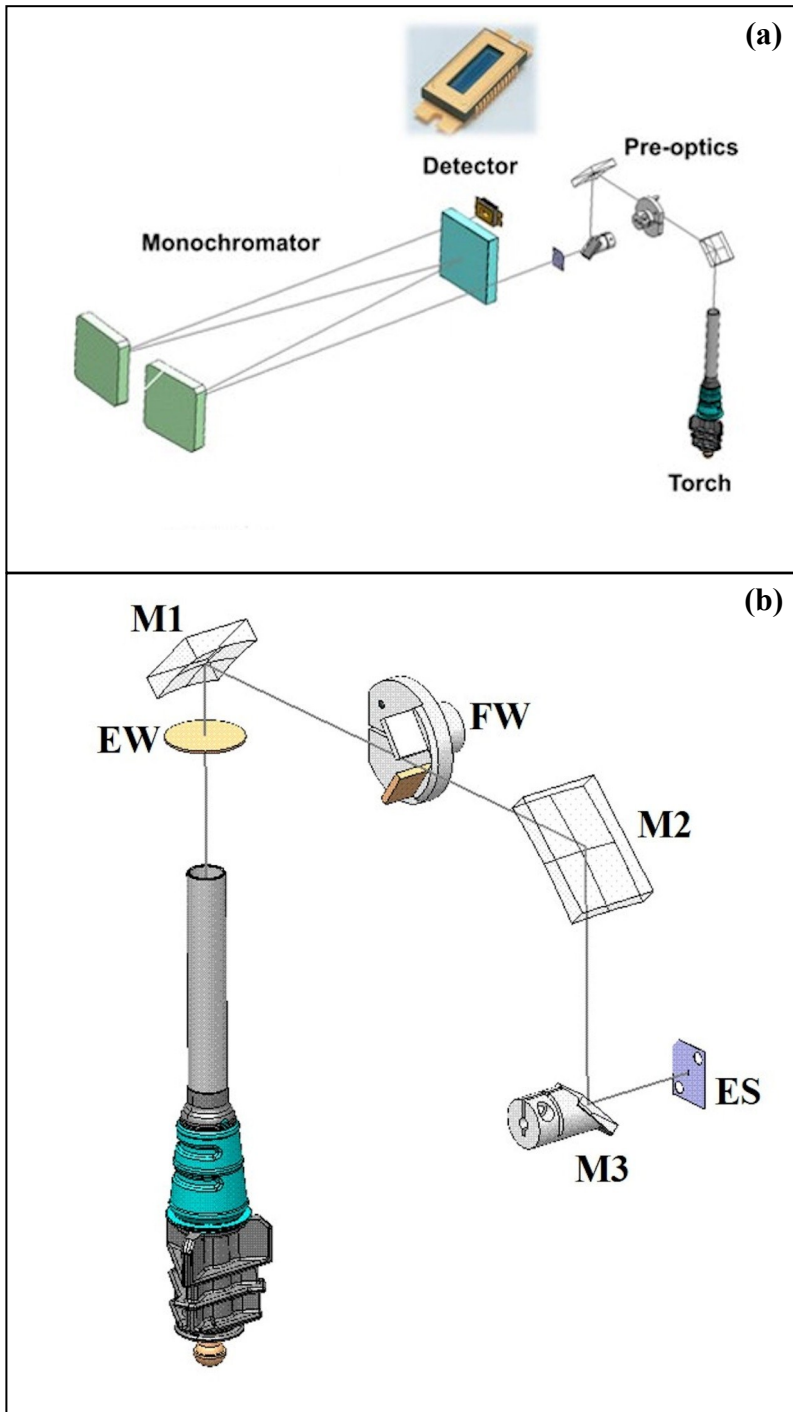 (a)
Pre-optics
Detector
Monochromator
Torch
(b)
M1
EW
FW
M2
ES
M3